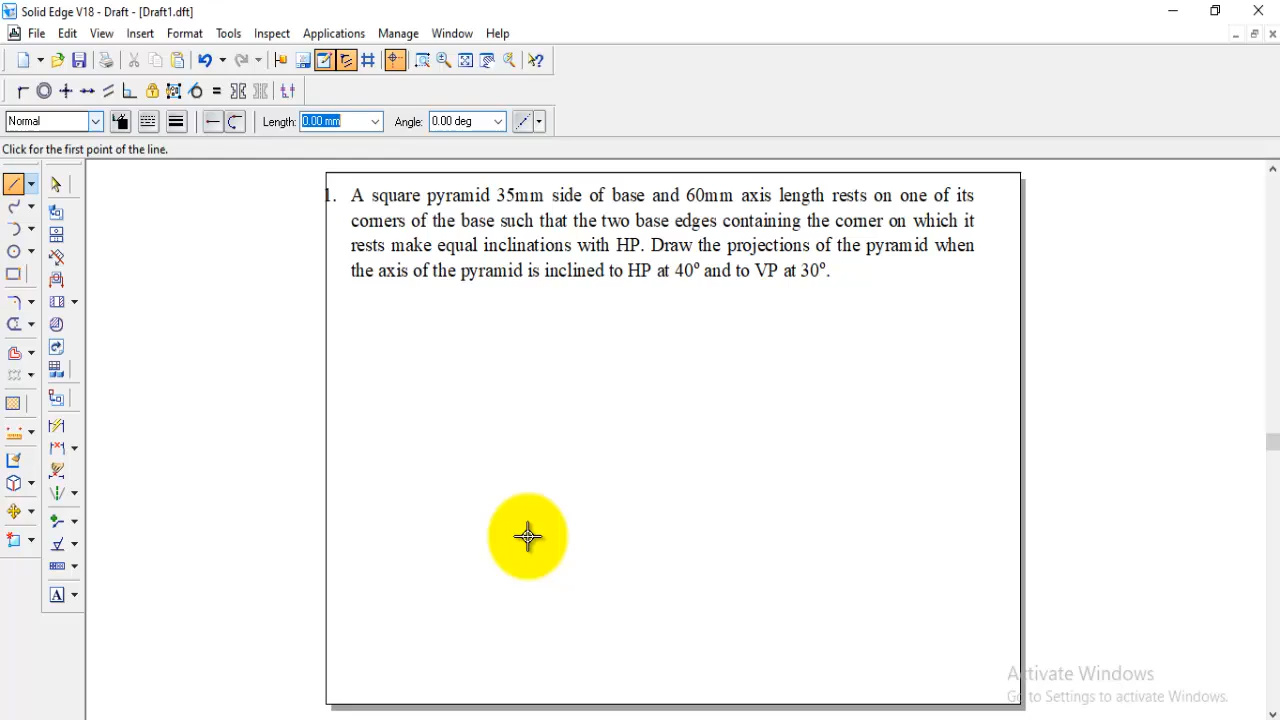 Solid Edge V18 - Draft - [Draft1.dft]
File Edit View Insert Format Tools Inspect Applications Manage Window Help
Normal Length: 0.00 mm Angle: 0.00 deg
Click for the first point of the line.
1. A square pyramid 35mm side of base and 60mm axis length rests on one of its
corners of the base such that the two base edges containing the corner on which it
rests make equal inclinations with HP. Draw the projections of the pyramid when
the axis of the pyramid is inclined to HP at 40° and to VP at 30°.
A
Activate Windows
Go to Settings to activate Windows.